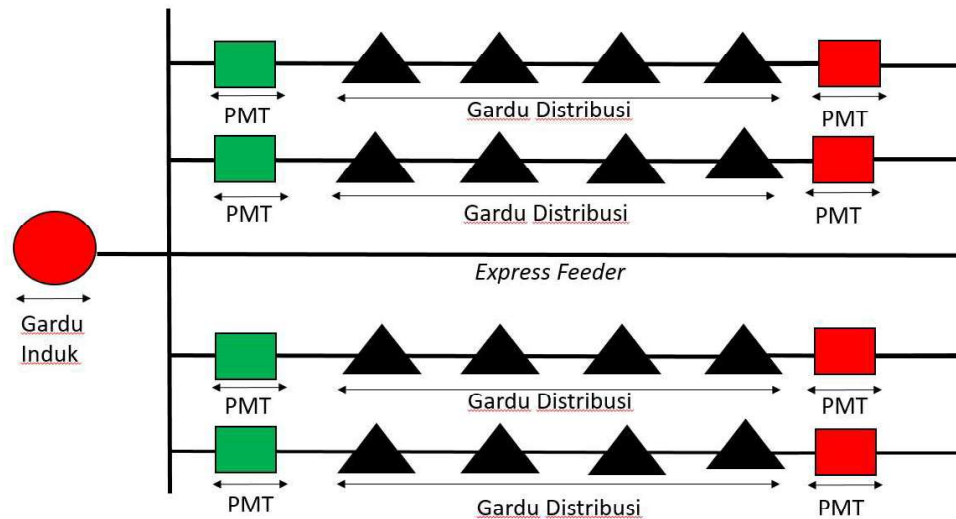 PMT
Gardu Distribusi
PMT
PMT
Gardu Distribusi
PMT
Express Feeder
Gardu
Induk
PMT
Gardu Distribusi
PMT
PMT
Gardu Distribusi
PMT